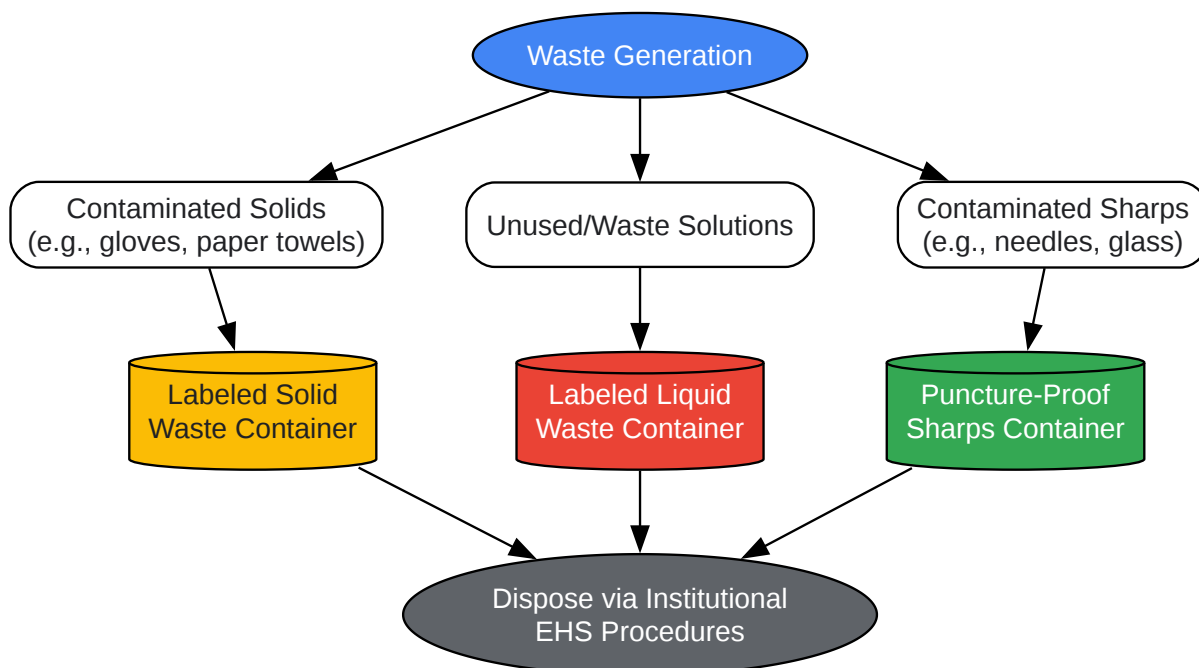 Waste Generation
Contaminated Solids
(e.g., gloves, paper towels)
Unused/Waste Solutions
Contaminated Sharps
(e.g., needles, glass)
Labeled Solid
Waste Container
Labeled Liquid
Waste Container
Puncture-Proof
Sharps Container
Dispose via Institutional
EHS Procedures